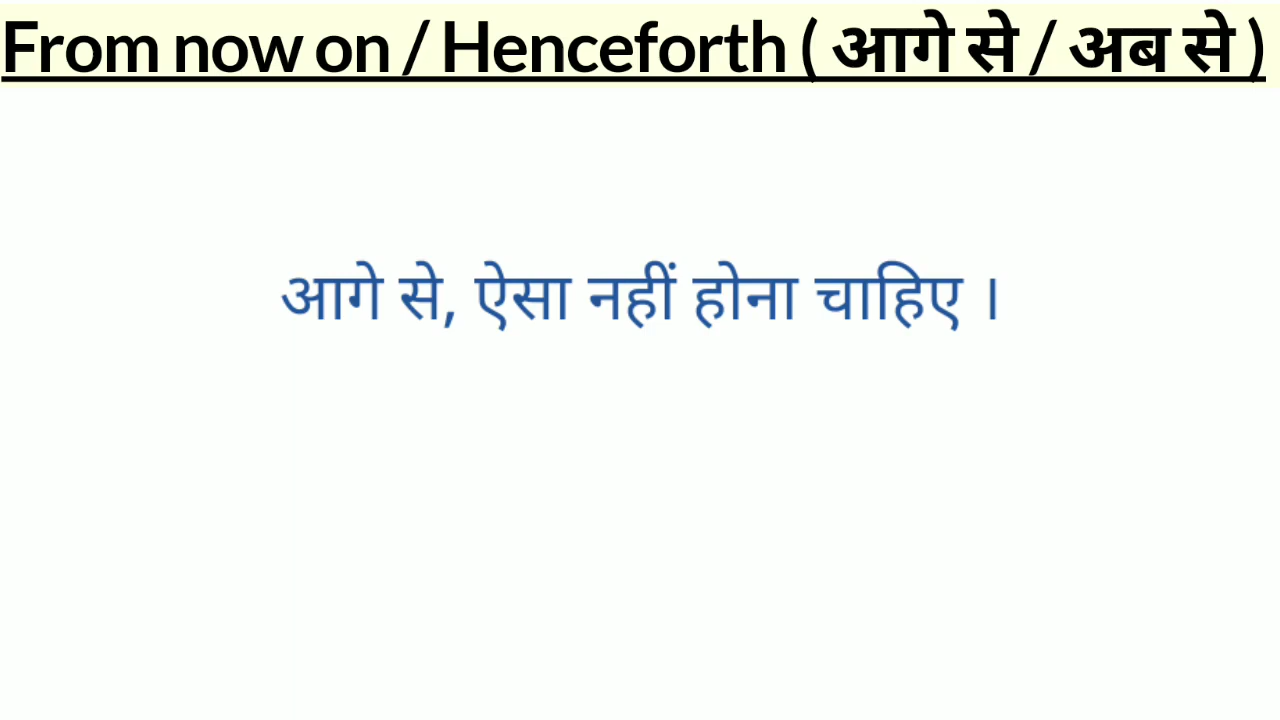 From now on / Henceforth ( आगे से / अब से )
आगे से, ऐसा नहीं होना चाहिए ।